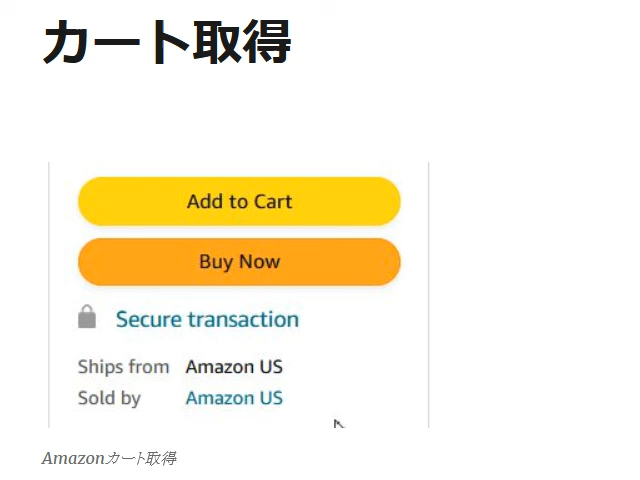 カート取得
Add to Cart
Buy Now
Secure transaction
Ships from Amazon US
Sold by Amazon US
Amazonカート取得